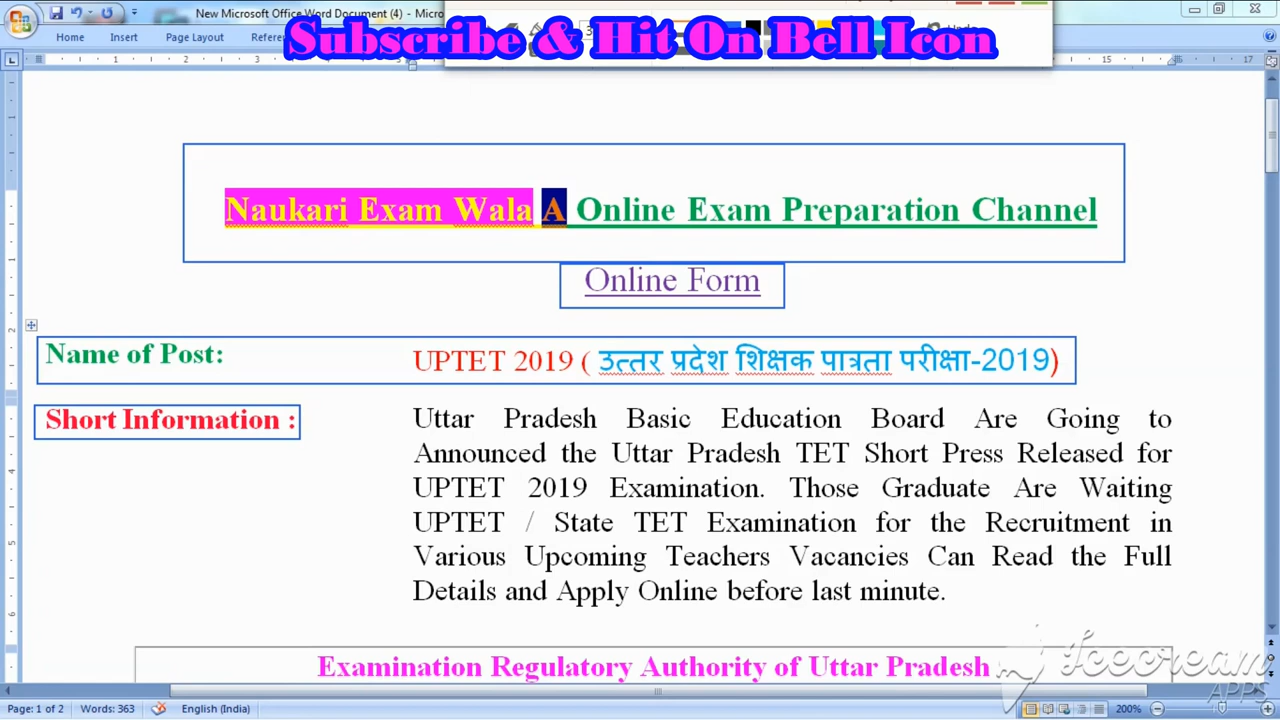 New Microsoft Office Word Document (4) - Micros
Subscribe & Hit On Bell Icon
Home Insert Page Layout Refere
Naukari Exam Wala A Online Exam Preparation Channel
Online Form
Name of Post: UPTET 2019 ( उत्तर प्रदेश शिक्षक पात्रता परीक्षा-2019)
Short Information : Uttar Pradesh Basic Education Board Are Going to
Announced the Uttar Pradesh TET Short Press Released for
UPTET 2019 Examination. Those Graduate Are Waiting
UPTET / State TET Examination for the Recruitment in
Various Upcoming Teachers Vacancies Can Read the Full
Details and Apply Online before last minute.
Examination Regulatory Authority of Uttar Pradesh
Icecream
APPS
Page: 1 of 2 Words: 363 English (India) 200%